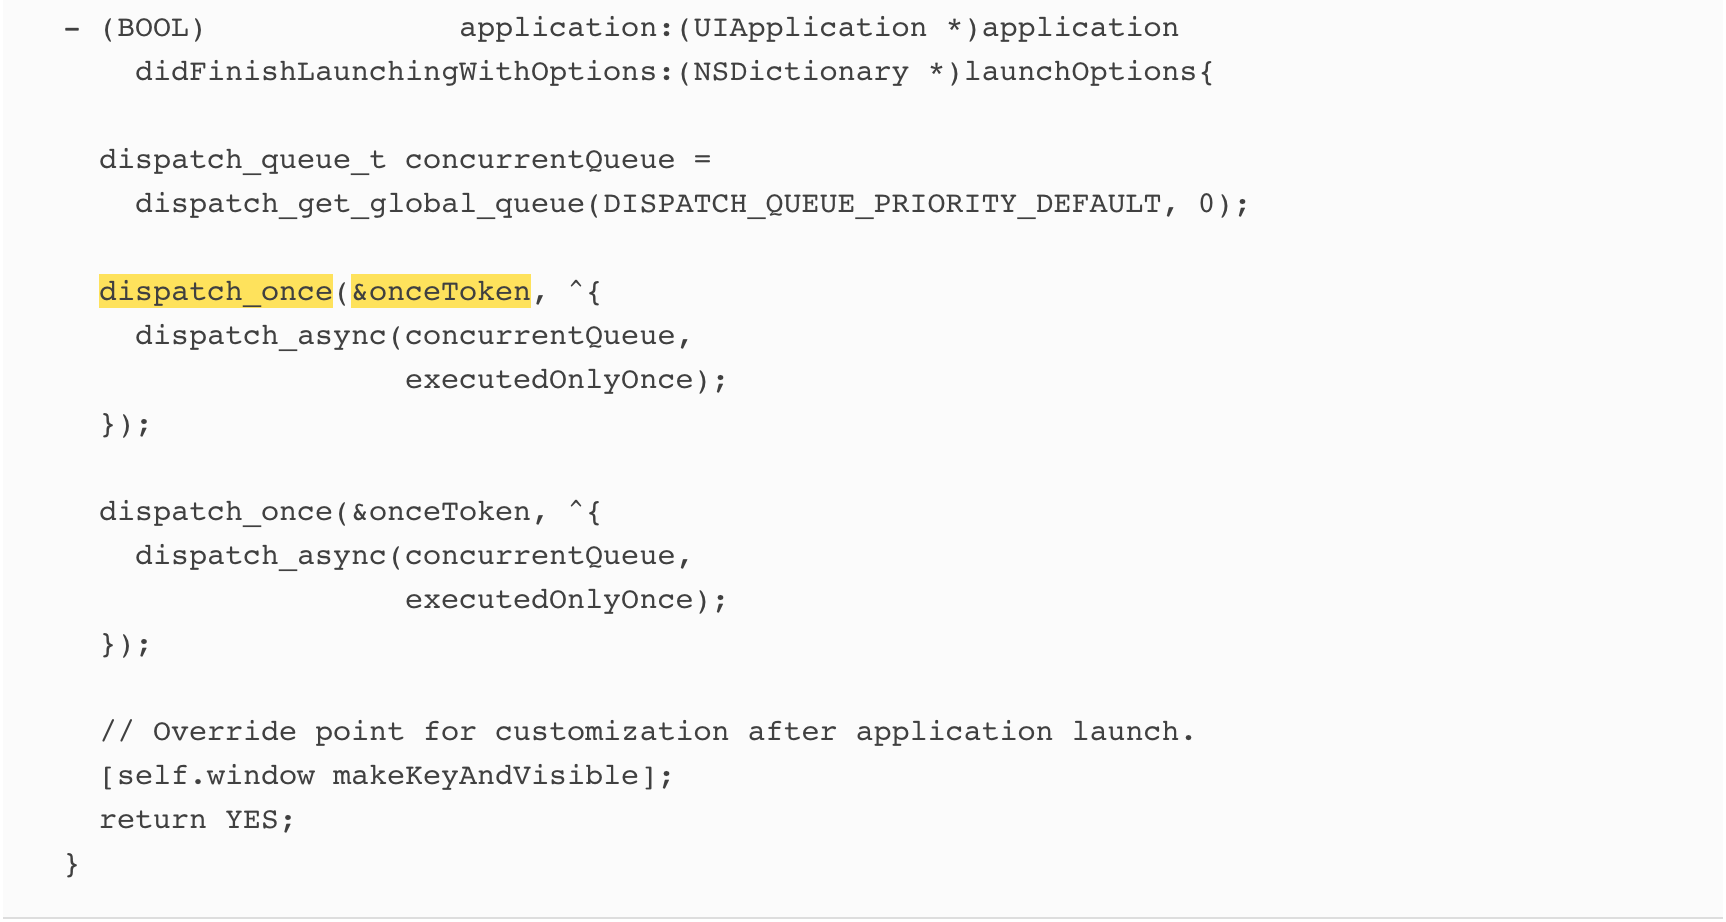 - (BOOL)              application:(UIApplication *)application
    didFinishLaunchingWithOptions:(NSDictionary *)launchOptions{

  dispatch_queue_t concurrentQueue =
    dispatch_get_global_queue(DISPATCH_QUEUE_PRIORITY_DEFAULT, 0);

  dispatch_once(&onceToken, ^{
    dispatch_async(concurrentQueue,
                   executedOnlyOnce);
  });

  dispatch_once(&onceToken, ^{
    dispatch_async(concurrentQueue,
                   executedOnlyOnce);
  });

  // Override point for customization after application launch.
  [self.window makeKeyAndVisible];
  return YES;
}